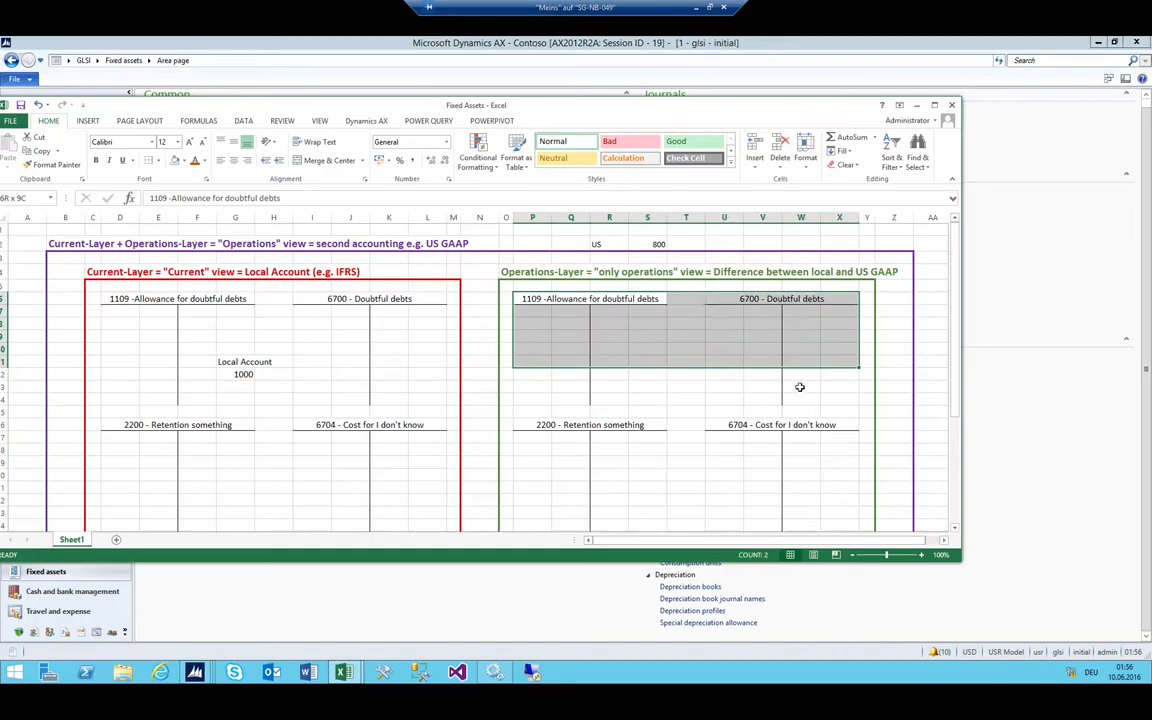 "Meins" auf "SG-NB-049"
Microsoft Dynamics AX - Contoso [AX2012R2A: Session ID - 19] - [1 - glsi - initial]
GLSI Fixed assets Area page
Search
File
Common Journals
Fixed Assets - Excel
FILE HOME INSERT PAGE LAYOUT FORMULAS DATA REVIEW VIEW Dynamics AX POWER QUERY POWERPIVOT Administrator
Cut
Copy
Format Painter
Paste
Calibri 12 A A
B I U
Wrap Text
Merge & Center
General
%
Conditional Formatting
Format as Table
Normal Bad Good
Neutral Calculation Check Cell
Insert Delete Format
AutoSum
Fill
Clear
Sort & Filter
Find & Select
Clipboard Font Alignment Number Styles Cells Editing
6R x 9C fx 1109 -Allowance for doubtful debts
A B C D E F G H I J K L M N O P Q R S T U V W X Y Z AA
Current-Layer + Operations-Layer = "Operations" view = second accounting e.g. US GAAP
US 800
Current-Layer = "Current" view = Local Account (e.g. IFRS)
Operations-Layer = "only operations" view = Difference between local and US GAAP
1109 -Allowance for doubtful debts 6700 - Doubtful debts
1109 -Allowance for doubtful debts 6700 - Doubtful debts
Local Account
1000
2200 - Retention something 6704 - Cost for I don't know
2200 - Retention something 6704 - Cost for I don't know
Sheet1
READY COUNT: 2 100%
Fixed assets
Cash and bank management
Travel and expense
Consumption units
Depreciation
Depreciation books
Depreciation book journal names
Depreciation profiles
Special depreciation allowance
(10) USD USR Model usr glsi initial admin 01:56
DEU
01:56
10.06.2016